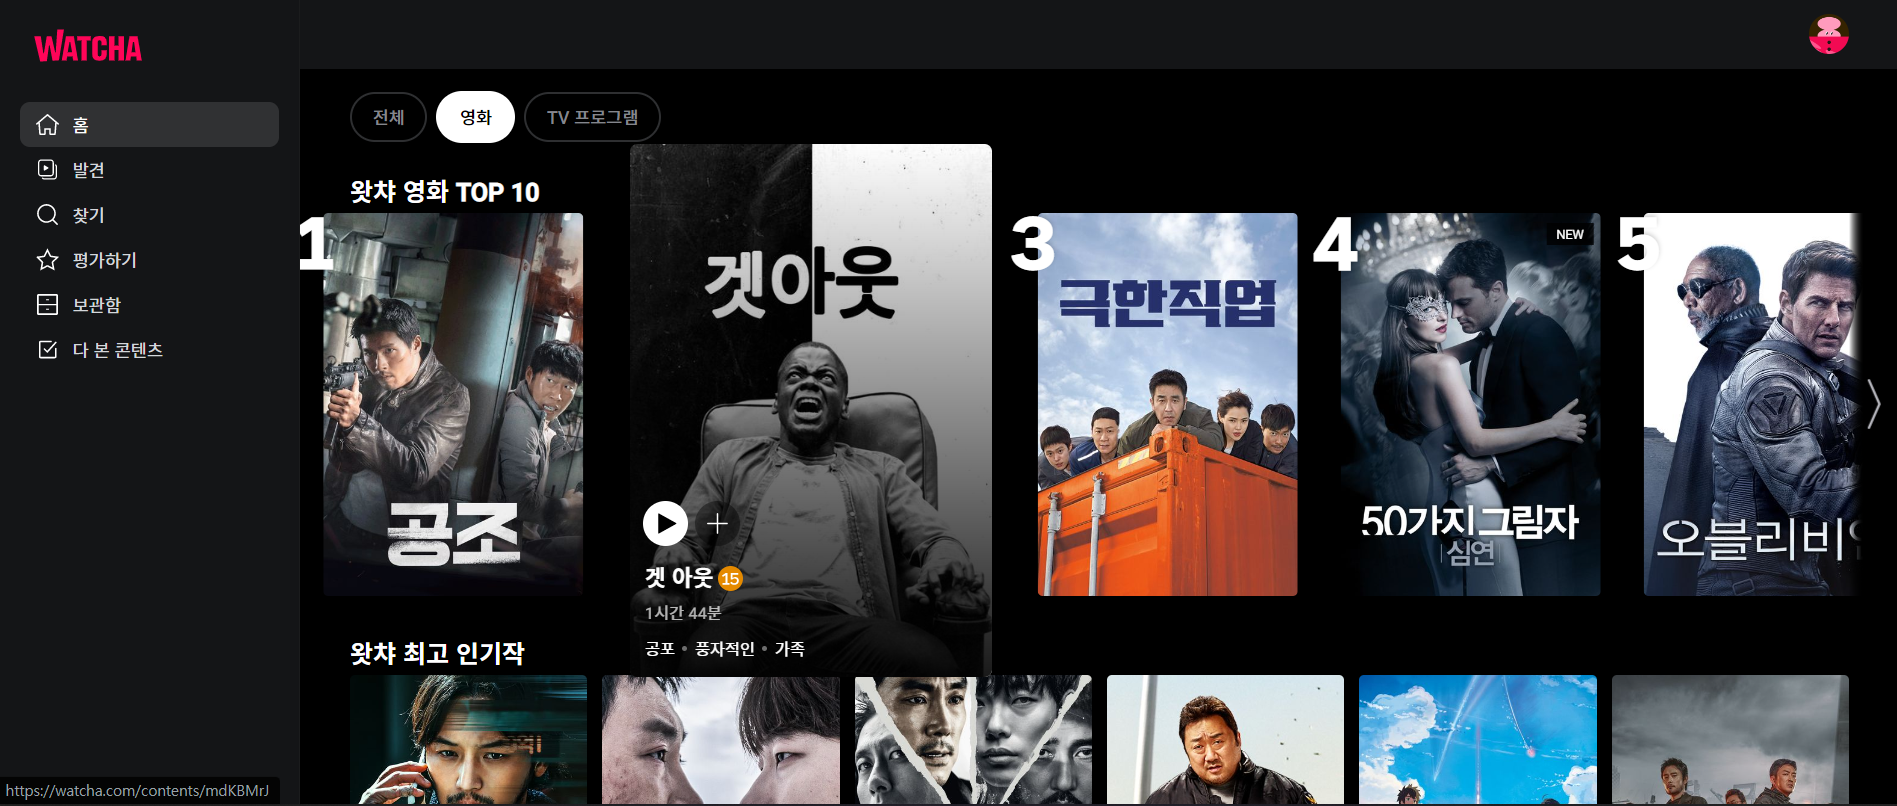 WATCHA
홈
발견
찾기
평가하기
보관함
다 본 콘텐츠
전체
영화
TV 프로그램
왓챠 영화 TOP 10
1
공조
겟아웃
겟 아웃 15
1시간 44분
공포 • 풍자적인 • 가족
3
극한직업
4
NEW
50가지 그림자
심연
5
오블리비언
왓챠 최고 인기작
https://watcha.com/contents/mdKBMrJ